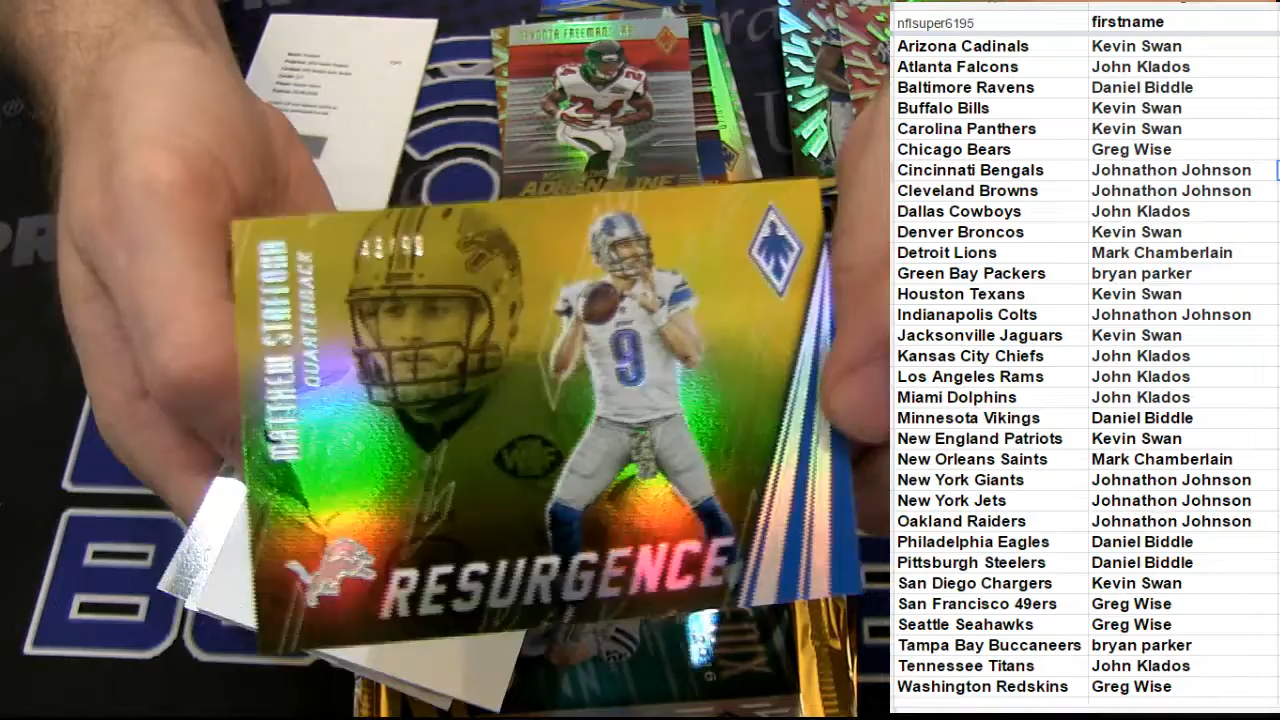 DEVONTA FREEMAN, RB
24
ADRENALINE
MATTHEW STAFFORD
QUARTERBACK
9
RESURGENCE
nflsuper6195 firstname
Arizona Cadinals Kevin Swan
Atlanta Falcons John Klados
Baltimore Ravens Daniel Biddle
Buffalo Bills Kevin Swan
Carolina Panthers Kevin Swan
Chicago Bears Greg Wise
Cincinnati Bengals Johnathon Johnson
Cleveland Browns Johnathon Johnson
Dallas Cowboys John Klados
Denver Broncos Kevin Swan
Detroit Lions Mark Chamberlain
Green Bay Packers bryan parker
Houston Texans Kevin Swan
Indianapolis Colts Johnathon Johnson
Jacksonville Jaguars Kevin Swan
Kansas City Chiefs John Klados
Los Angeles Rams John Klados
Miami Dolphins John Klados
Minnesota Vikings Daniel Biddle
New England Patriots Kevin Swan
New Orleans Saints Mark Chamberlain
New York Giants Johnathon Johnson
New York Jets Johnathon Johnson
Oakland Raiders Johnathon Johnson
Philadelphia Eagles Daniel Biddle
Pittsburgh Steelers Daniel Biddle
San Diego Chargers Kevin Swan
San Francisco 49ers Greg Wise
Seattle Seahawks Greg Wise
Tampa Bay Buccaneers bryan parker
Tennessee Titans John Klados
Washington Redskins Greg Wise